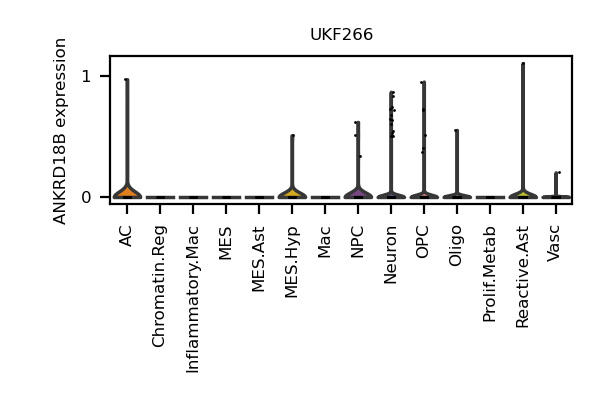 UKF266
ANKRD18B expression
1
0
AC
Chromatin.Reg
Inflammatory.Mac
MES
MES.Ast
MES.Hyp
Mac
NPC
Neuron
OPC
Oligo
Prolif.Metab
Reactive.Ast
Vasc